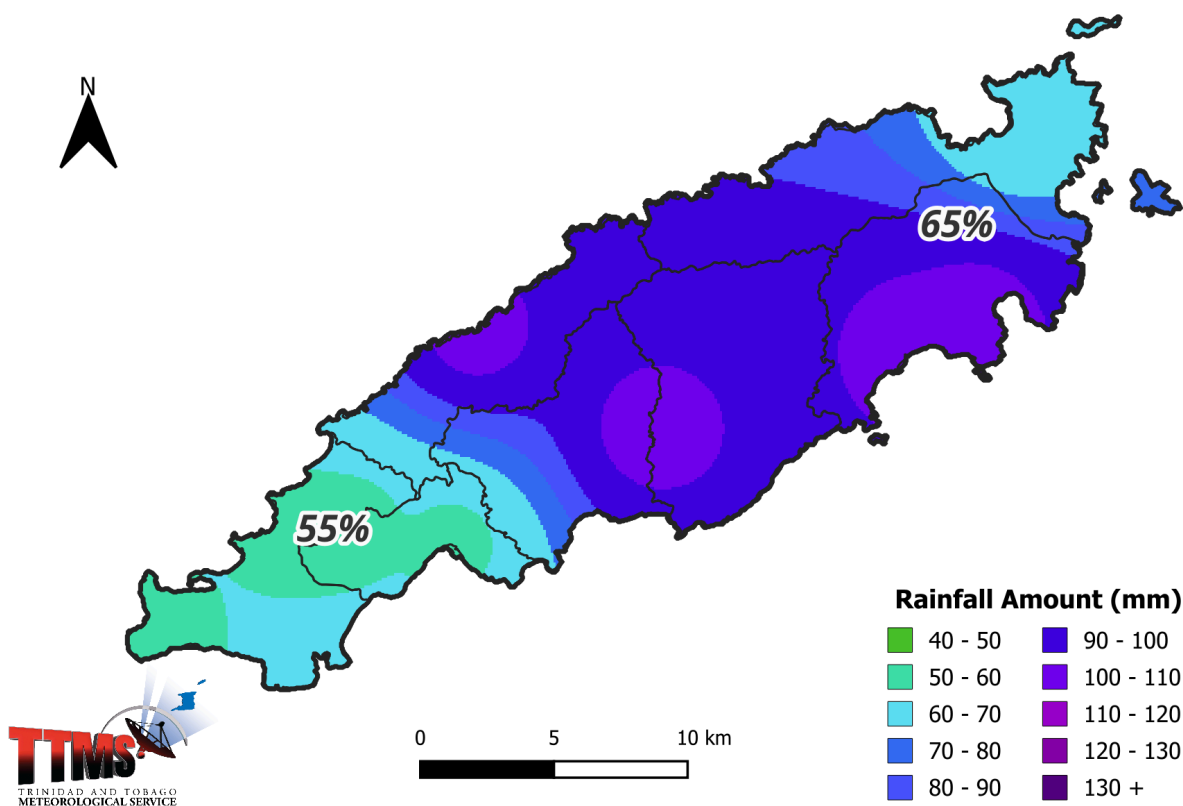 N
65%
55%
Rainfall Amount (mm)
40 - 50
50 - 60
60 - 70
70 - 80
80 - 90
90 - 100
100 - 110
110 - 120
120 - 130
130 +
0 5 10 km
TTMS
TRINIDAD AND TOBAGO
METEOROLOGICAL SERVICE